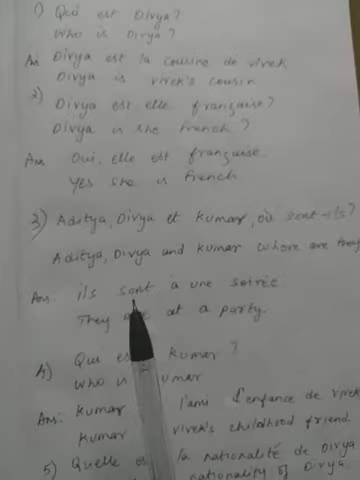 1) Qui est Divya?
Who is Divya?
Ans Divya est la cousine de vivek
Divya is vivek's cousin
2) Divya est elle française?
Divya is she French?
Ans Oui, elle est française.
Yes she is French
3) Aditya, Divya et Kumar, où sont-ils?
Aditya, Divya and Kumar where are they
Ans: ils sont à une soirée
They are at a party.
4) Qui Kumar?
Who is
Ans: Kumar l'ami d'enfance de vivek
Kumar vivek's childhood friend
5) Quelle la nationalité de Divya
nationality of Divya